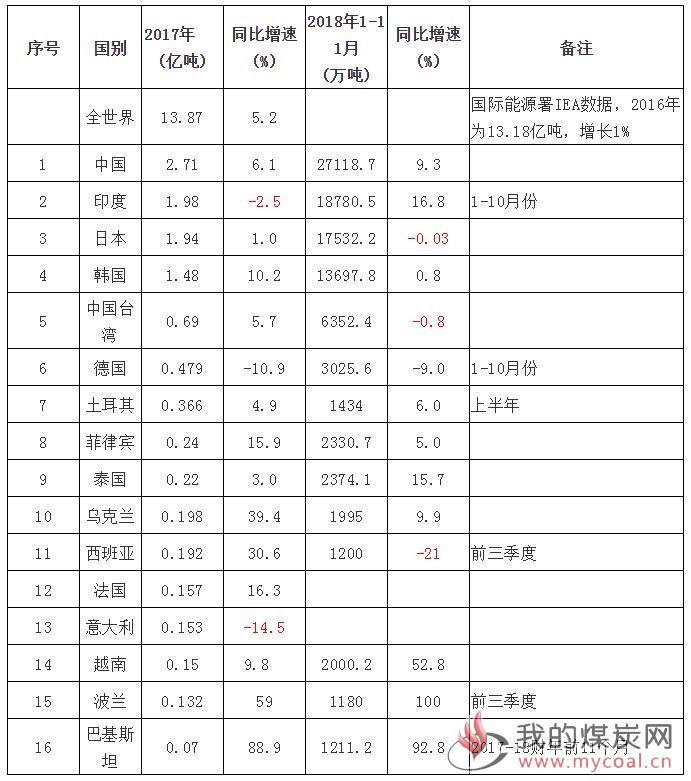 序号 国别 2017年(亿吨) 同比增速(%) 2018年1-11月(万吨) 同比增速(%) 备注
全世界 13.87 5.2 国际能源署IEA数据，2016年为13.18亿吨，增长1%
1 中国 2.71 6.1 27118.7 9.3
2 印度 1.98 -2.5 18780.5 16.8 1-10月份
3 日本 1.94 1.0 17532.2 -0.03
4 韩国 1.48 10.2 13697.8 0.8
5 中国台湾 0.69 5.7 6352.4 -0.8
6 德国 0.479 -10.9 3025.6 -9.0 1-10月份
7 土耳其 0.366 4.9 1434 6.0 上半年
8 菲律宾 0.24 15.9 2330.7 5.0
9 泰国 0.22 3.0 2374.1 15.7
10 乌克兰 0.198 39.4 1995 9.9
11 西班亚 0.192 30.6 1200 -21 前三季度
12 法国 0.157 16.3
13 意大利 0.153 -14.5
14 越南 0.15 9.8 2000.2 52.8
15 波兰 0.132 59 1180 100 前三季度
16 巴基斯坦 0.07 88.9 1211.2 92.8 2017-18财年前11个月
我的煤炭网
www.mycoal.cn